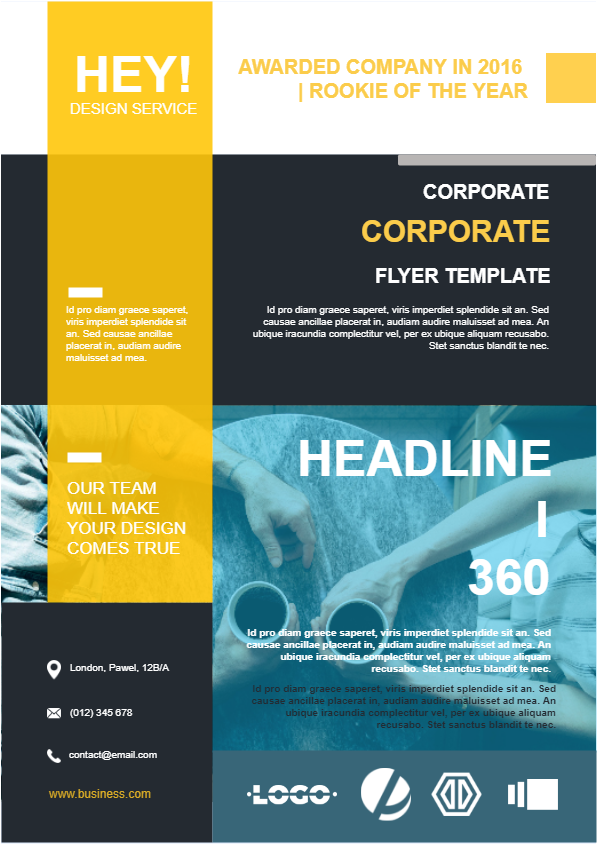 HEY!
DESIGN SERVICE
AWARDED COMPANY IN 2016
| ROOKIE OF THE YEAR
CORPORATE
CORPORATE
FLYER TEMPLATE
Id pro diam graece saperet,
viris imperdiet splendide sit
an. Sed causae ancillae
placerat in, audiam audire
maluisset ad mea.
Id pro diam graece saperet, viris imperdiet splendide sit an. Sed
causae ancillae placerat in, audiam audire maluisset ad mea. An
ubique iracundia complectitur vel, per ex ubique aliquam recusabo.
Stet sanctus blandit te nec.
OUR TEAM
WILL MAKE
YOUR DESIGN
COMES TRUE
HEADLINE
I
360
Id pro diam graece saperet, viris imperdiet splendide sit an. Sed
causae ancillae placerat in, audiam audire maluisset ad mea. An
ubique iracundia complectitur vel, per ex ubique aliquam
recusabo. Stet sanctus blandit te nec.
Id pro diam graece saperet, viris imperdiet splendide sit an. Sed
causae ancillae placerat in, audiam audire maluisset ad mea. An
ubique iracundia complectitur vel, per ex ubique aliquam
recusabo. Stet sanctus blandit te nec.
London, Pawel, 12B/A
(012) 345 678
contact@email.com
www.business.com
·LOGO·